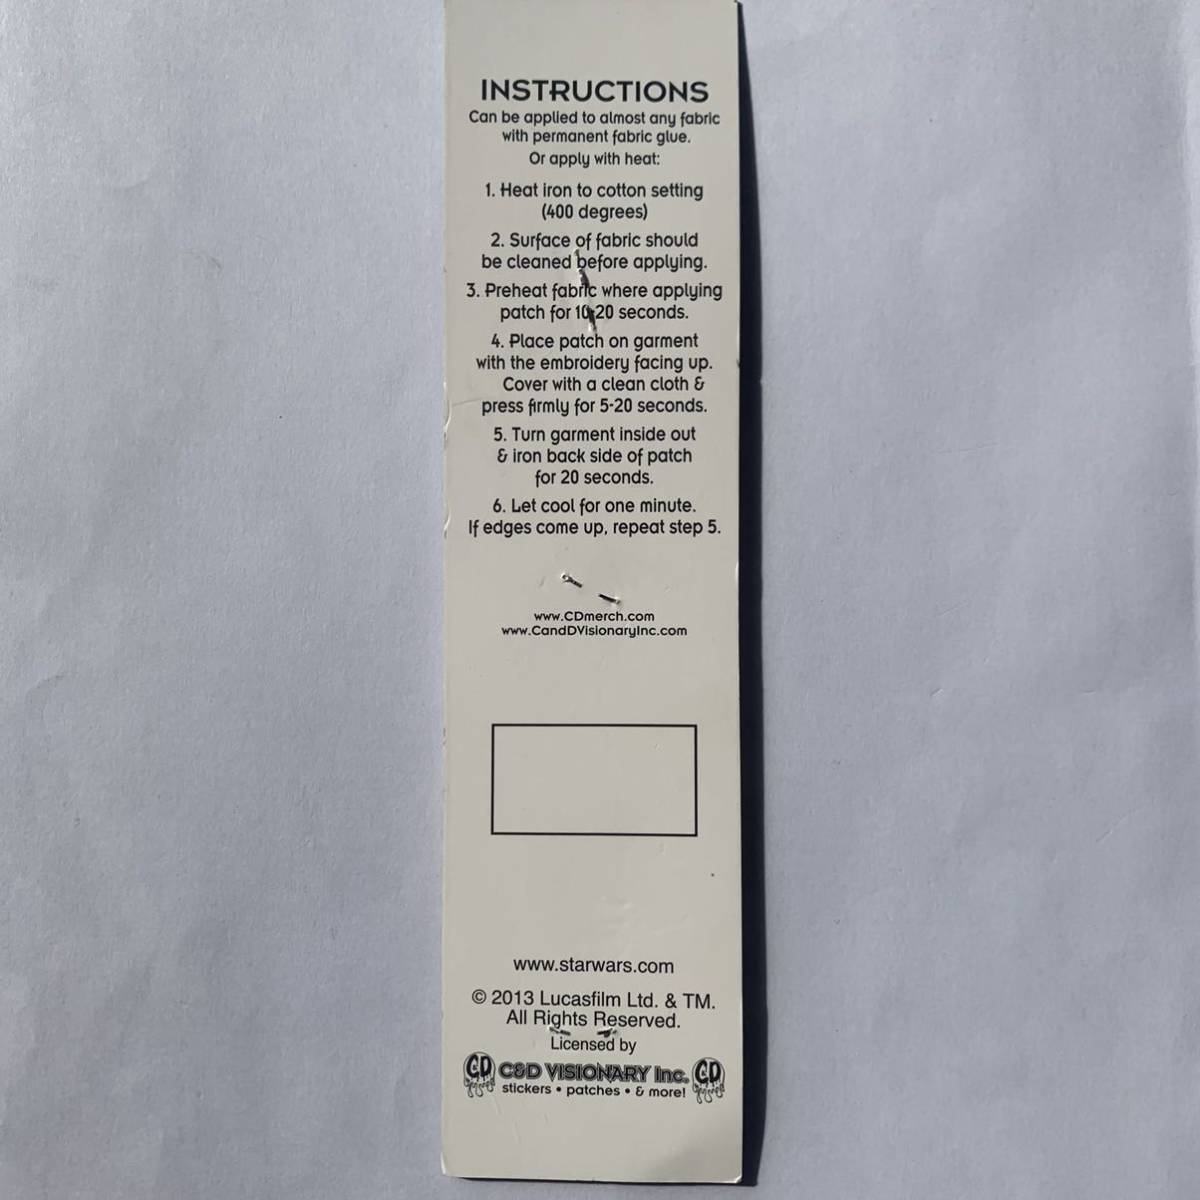 INSTRUCTIONS
Can be applied to almost any fabric
with permanent fabric glue.
Or apply with heat:
1. Heat iron to cotton setting
(400 degrees)
2. Surface of fabric should
be cleaned before applying.
3. Preheat fabric where applying
patch for 10-20 seconds.
4. Place patch on garment
with the embroidery facing up.
Cover with a clean cloth &
press firmly for 5-20 seconds.
5. Turn garment inside out
& iron back side of patch
for 20 seconds.
6. Let cool for one minute.
If edges come up, repeat step 5.
www.CDmerch.com
www.CandDVisionaryInc.com
www.starwars.com
© 2013 Lucasfilm Ltd. & TM.
All Rights Reserved.
Licensed by
CD C&D VISIONARY Inc. CD
stickers • patches • & more!